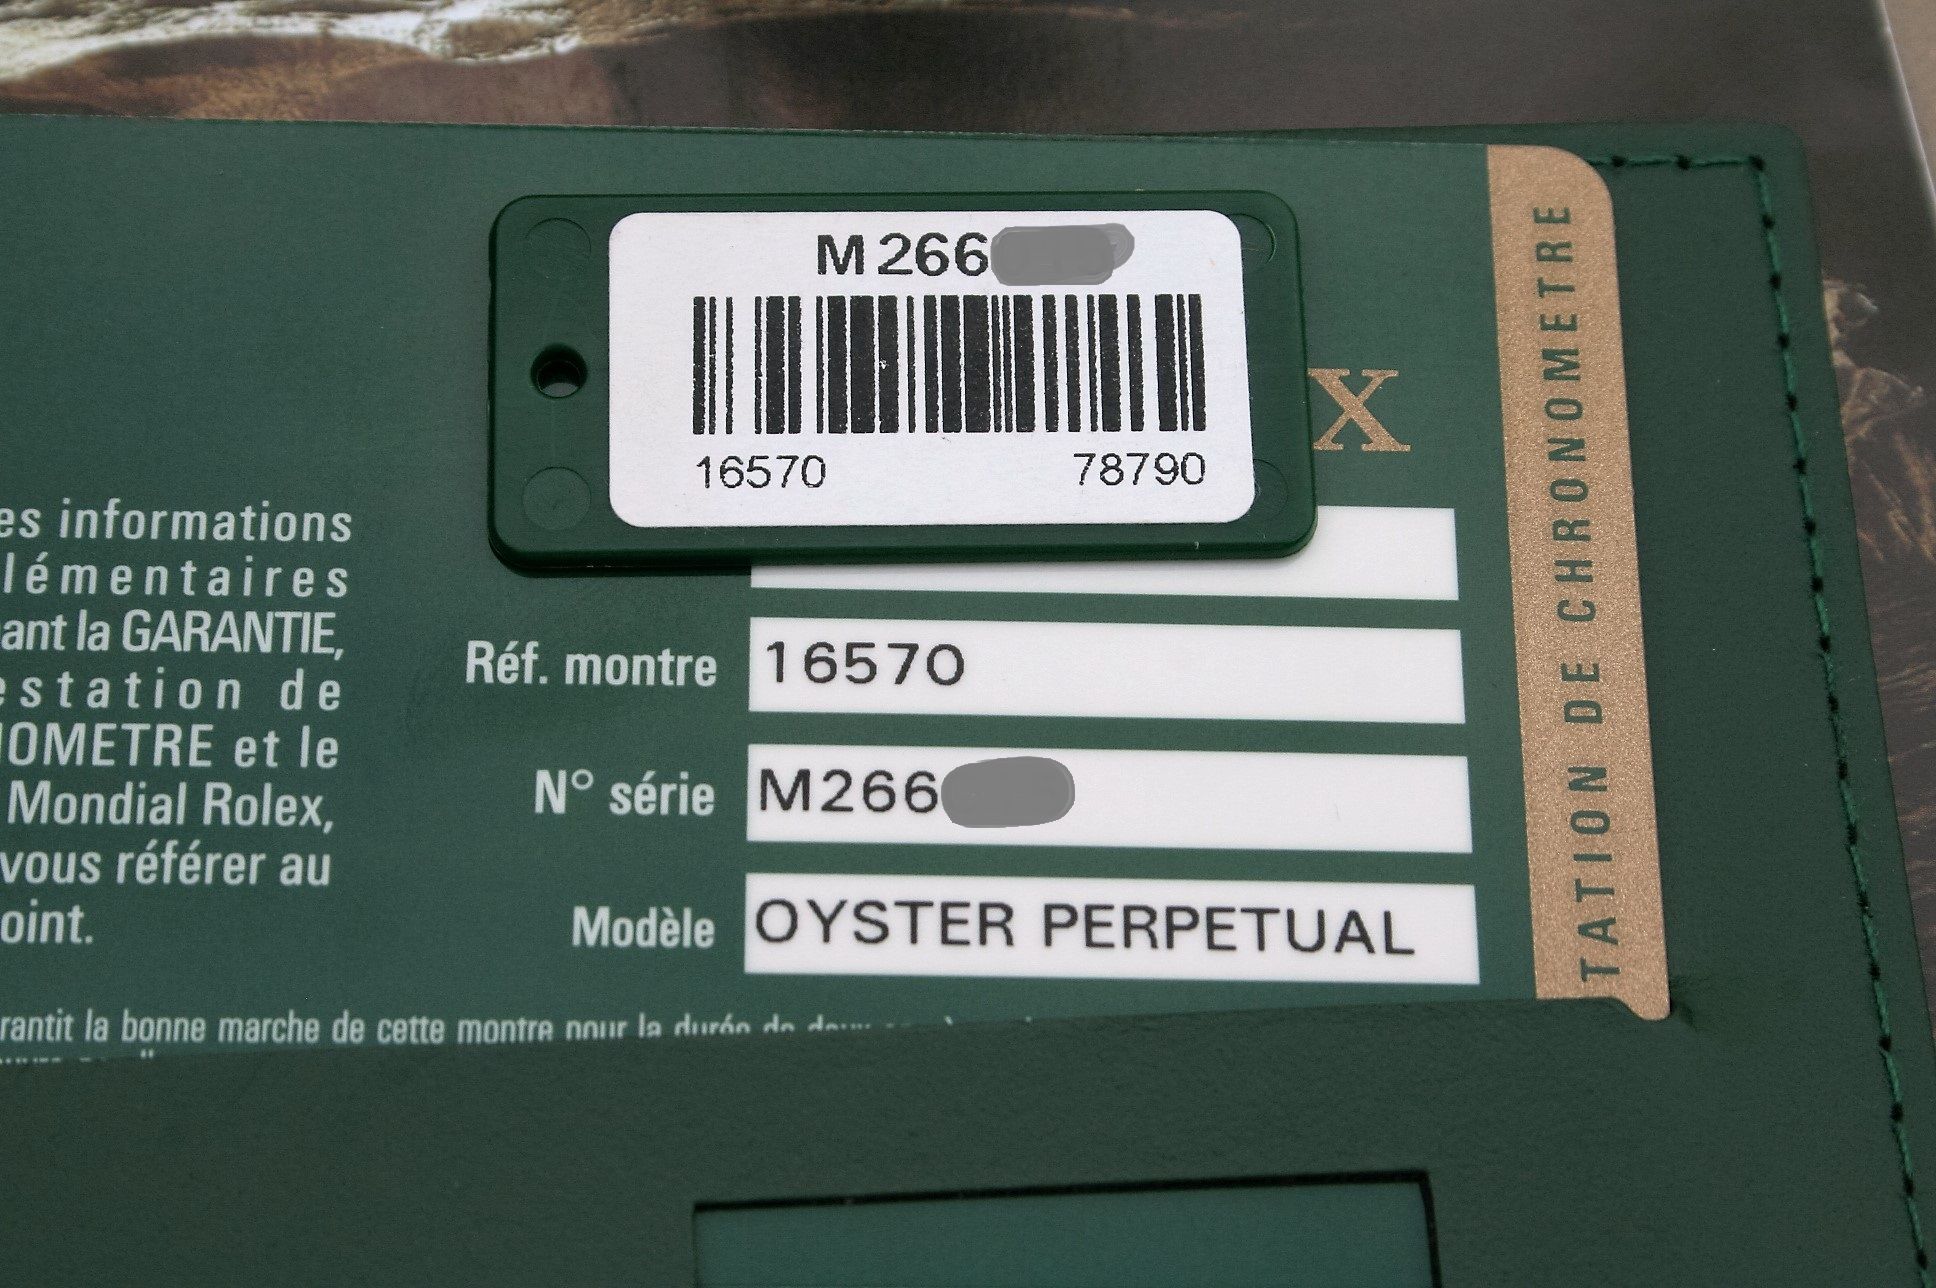 M266
16570 78790
X
es informations
lémentaires
ant la GARANTIE,
estation de
OMETRE et le
Mondial Rolex,
vous référer au
oint.
Réf. montre 16570
N° série M266
Modèle OYSTER PERPETUAL
rantit la bonne marche de cette montre pour la durée de
TATION DE CHRONOMETRE